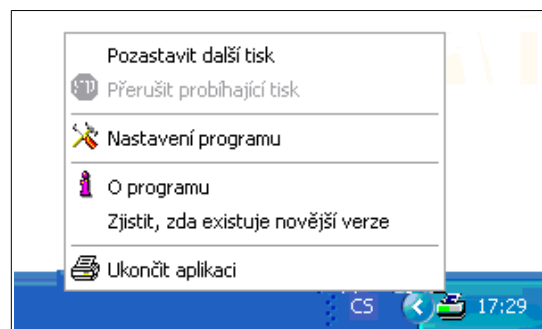 Pozastavit další tisk
Přerušit probíhající tisk
Nastavení programu
O programu
Zjistit, zda existuje novější verze
Ukončit aplikaci
CS
17:29